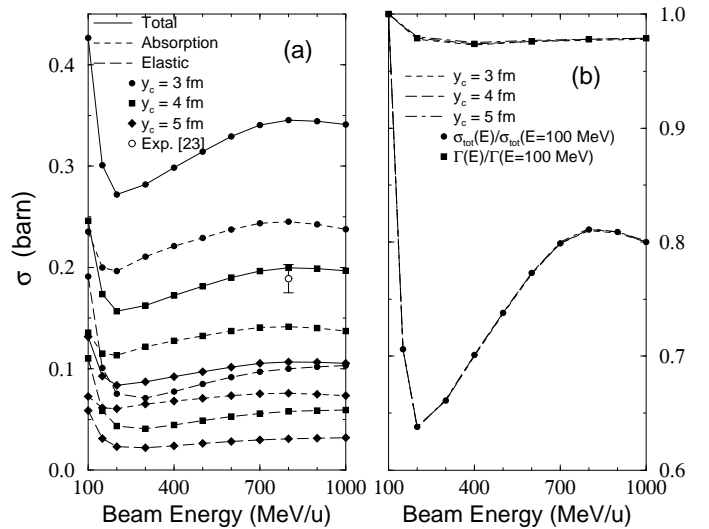 Total
Absorption
Elastic
y_c = 3 fm
y_c = 4 fm
y_c = 5 fm
Exp. [23]
(a)
0.4
0.3
0.2
0.1
0.0
σ (barn)
100 400 700 1000
Beam Energy (MeV/u)
(b)
y_c = 3 fm
y_c = 4 fm
y_c = 5 fm
σ_tot(E)/σ_tot(E=100 MeV)
Γ(E)/Γ(E=100 MeV)
1.0
0.9
0.8
0.7
0.6
100 400 700 1000
Beam Energy (MeV/u)